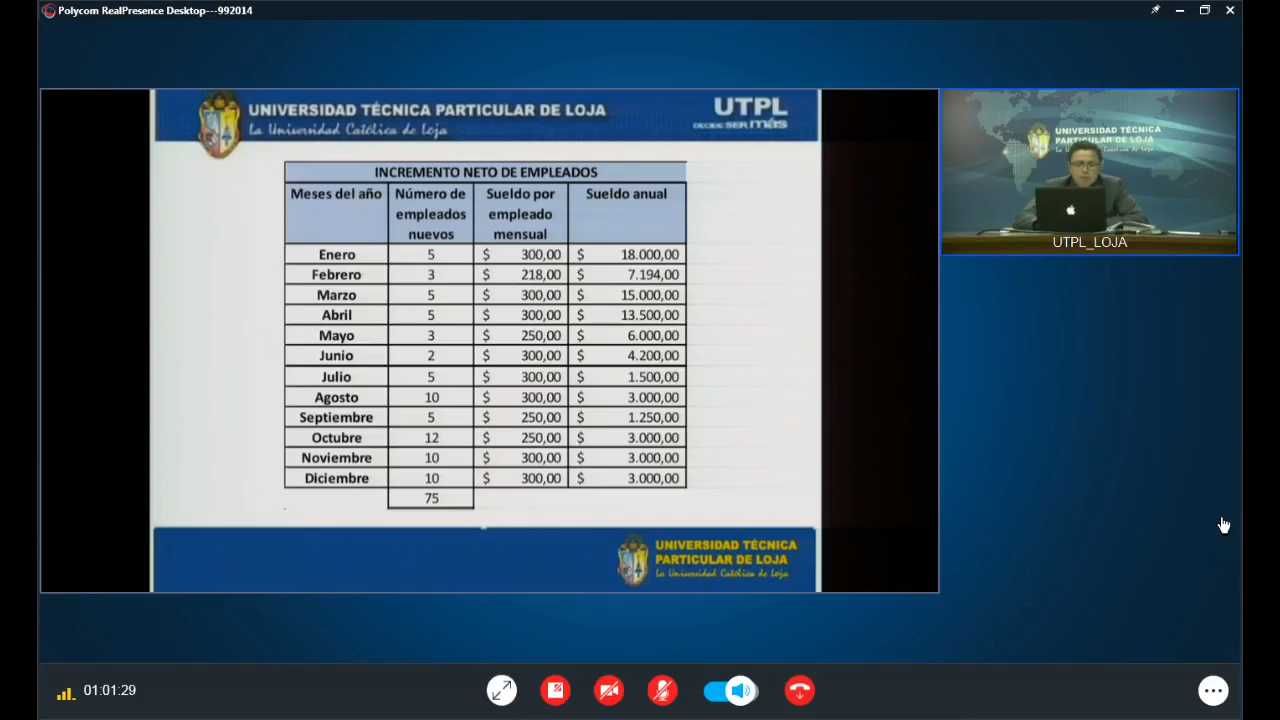 Polycom RealPresence Desktop---992014
UNIVERSIDAD TÉCNICA PARTICULAR DE LOJA
La Universidad Católica de Loja
UTPL
DECIDE SER más
INCREMENTO NETO DE EMPLEADOS
Meses del año Número de empleados nuevos Sueldo por empleado mensual Sueldo anual
Enero 5 $ 300,00 $ 18.000,00
Febrero 3 $ 218,00 $ 7.194,00
Marzo 5 $ 300,00 $ 15.000,00
Abril 5 $ 300,00 $ 13.500,00
Mayo 3 $ 250,00 $ 6.000,00
Junio 2 $ 300,00 $ 4.200,00
Julio 5 $ 300,00 $ 1.500,00
Agosto 10 $ 300,00 $ 3.000,00
Septiembre 5 $ 250,00 $ 1.250,00
Octubre 12 $ 250,00 $ 3.000,00
Noviembre 10 $ 300,00 $ 3.000,00
Diciembre 10 $ 300,00 $ 3.000,00
75
UNIVERSIDAD TÉCNICA
PARTICULAR DE LOJA
La Universidad Católica de Loja
UNIVERSIDAD TÉCNICA
PARTICULAR DE LOJA
UTPL_LOJA
01:01:29